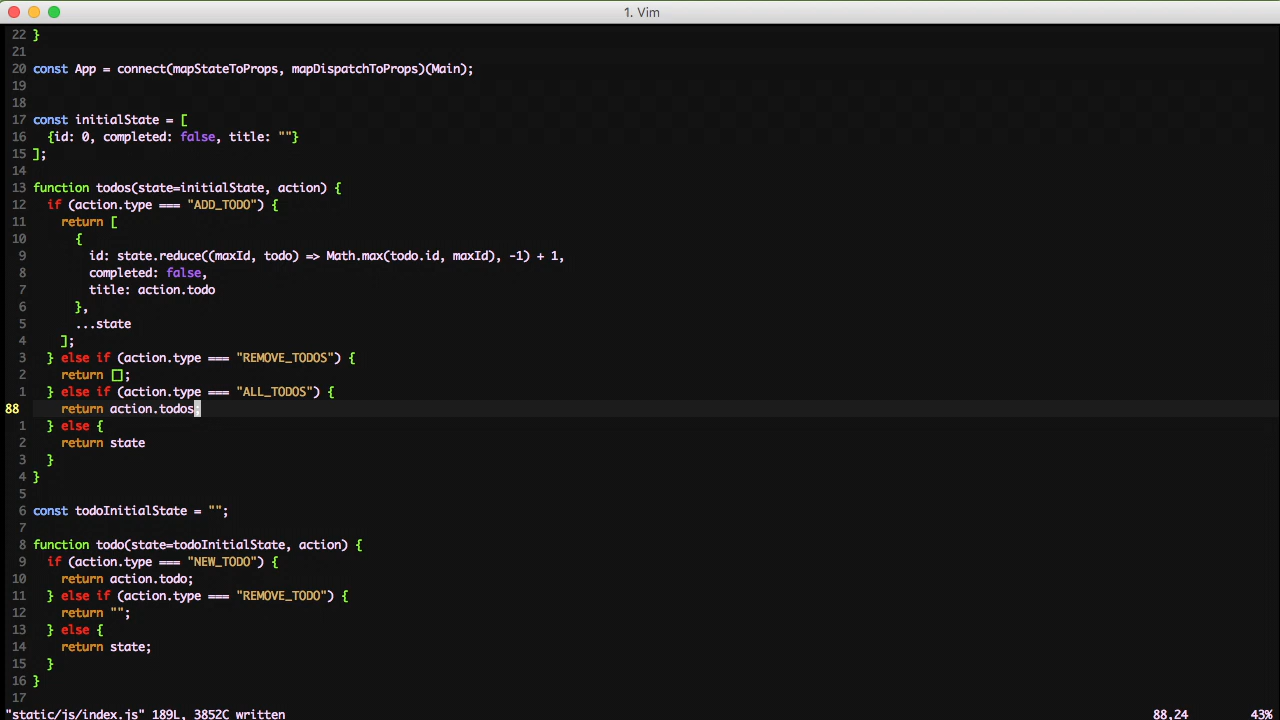 1. Vim
22 }
21
20 const App = connect(mapStateToProps, mapDispatchToProps)(Main);
19
18
17 const initialState = [
16   {id: 0, completed: false, title: ""}
15 ];
14
13 function todos(state=initialState, action) {
12   if (action.type === "ADD_TODO") {
11     return [
10       {
9         id: state.reduce((maxId, todo) => Math.max(todo.id, maxId), -1) + 1,
8         completed: false,
7         title: action.todo
6       },
5       ...state
4     ];
3   } else if (action.type === "REMOVE_TODOS") {
2     return [];
1   } else if (action.type === "ALL_TODOS") {
88     return action.todos;
1   } else {
2     return state
3   }
4 }
5
6 const todoInitialState = "";
7
8 function todo(state=todoInitialState, action) {
9   if (action.type === "NEW_TODO") {
10     return action.todo;
11   } else if (action.type === "REMOVE_TODO") {
12     return "";
13   } else {
14     return state;
15   }
16 }
17
"static/js/index.js" 189L, 3852C written 88,24 43%